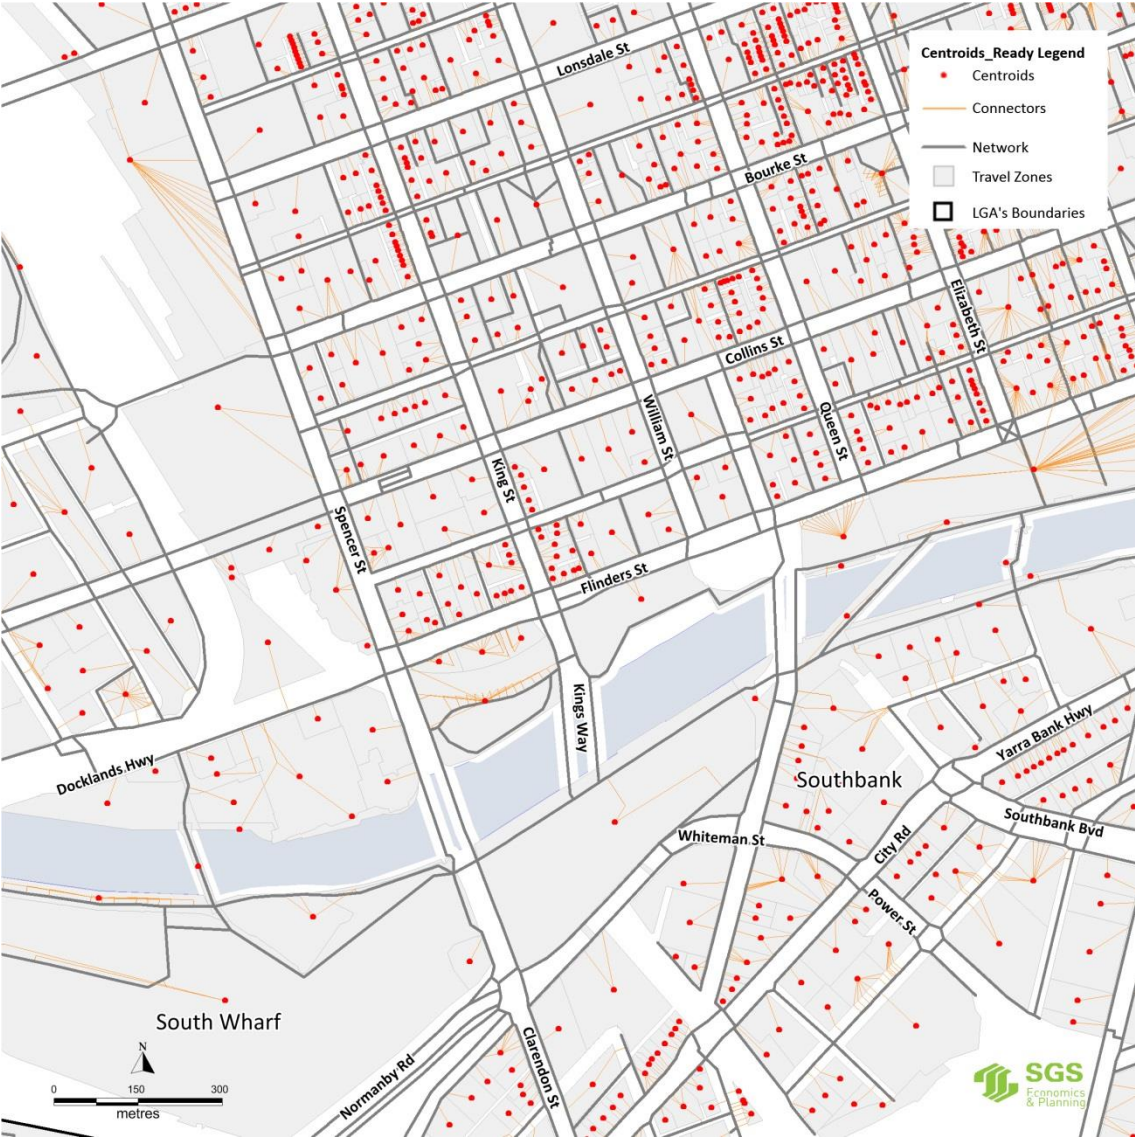 Lonsdale St
Centroids_Ready Legend
Centroids
Connectors
Network
Travel Zones
LGA's Boundaries
Bourke St
Elizabeth St
Collins St
William St
Queen St
King St
Spencer St
Flinders St
Kings Way
Yarra Bank Hwy
Docklands Hwy
Southbank
Southbank Bvd
Whiteman St
City Rd
Power St
South Wharf
Clarendon St
Normanby Rd
N
0 150 300
metres
SGS
Economics
& Planning